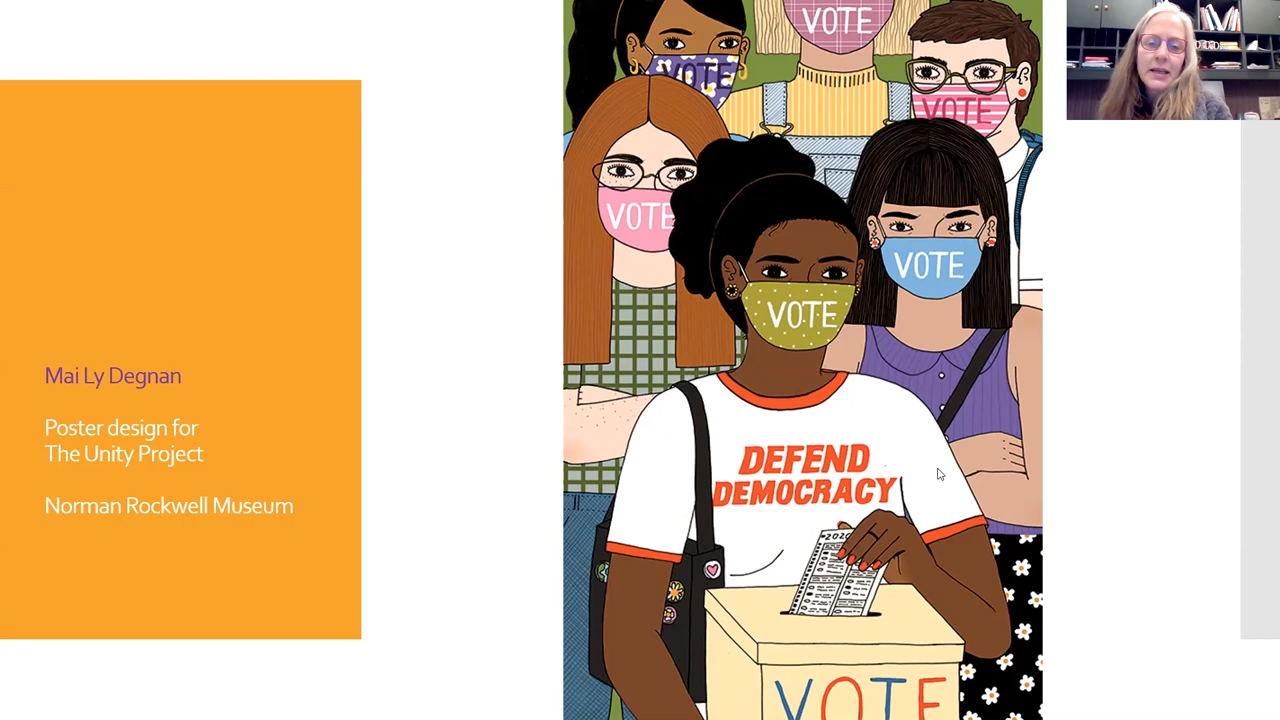 Mai Ly Degnan
Poster design for
The Unity Project
Norman Rockwell Museum
VOTE
VOTE
VOTE
VOTE
VOTE
VOTE
DEFEND
DEMOCRACY
2020
VOTE